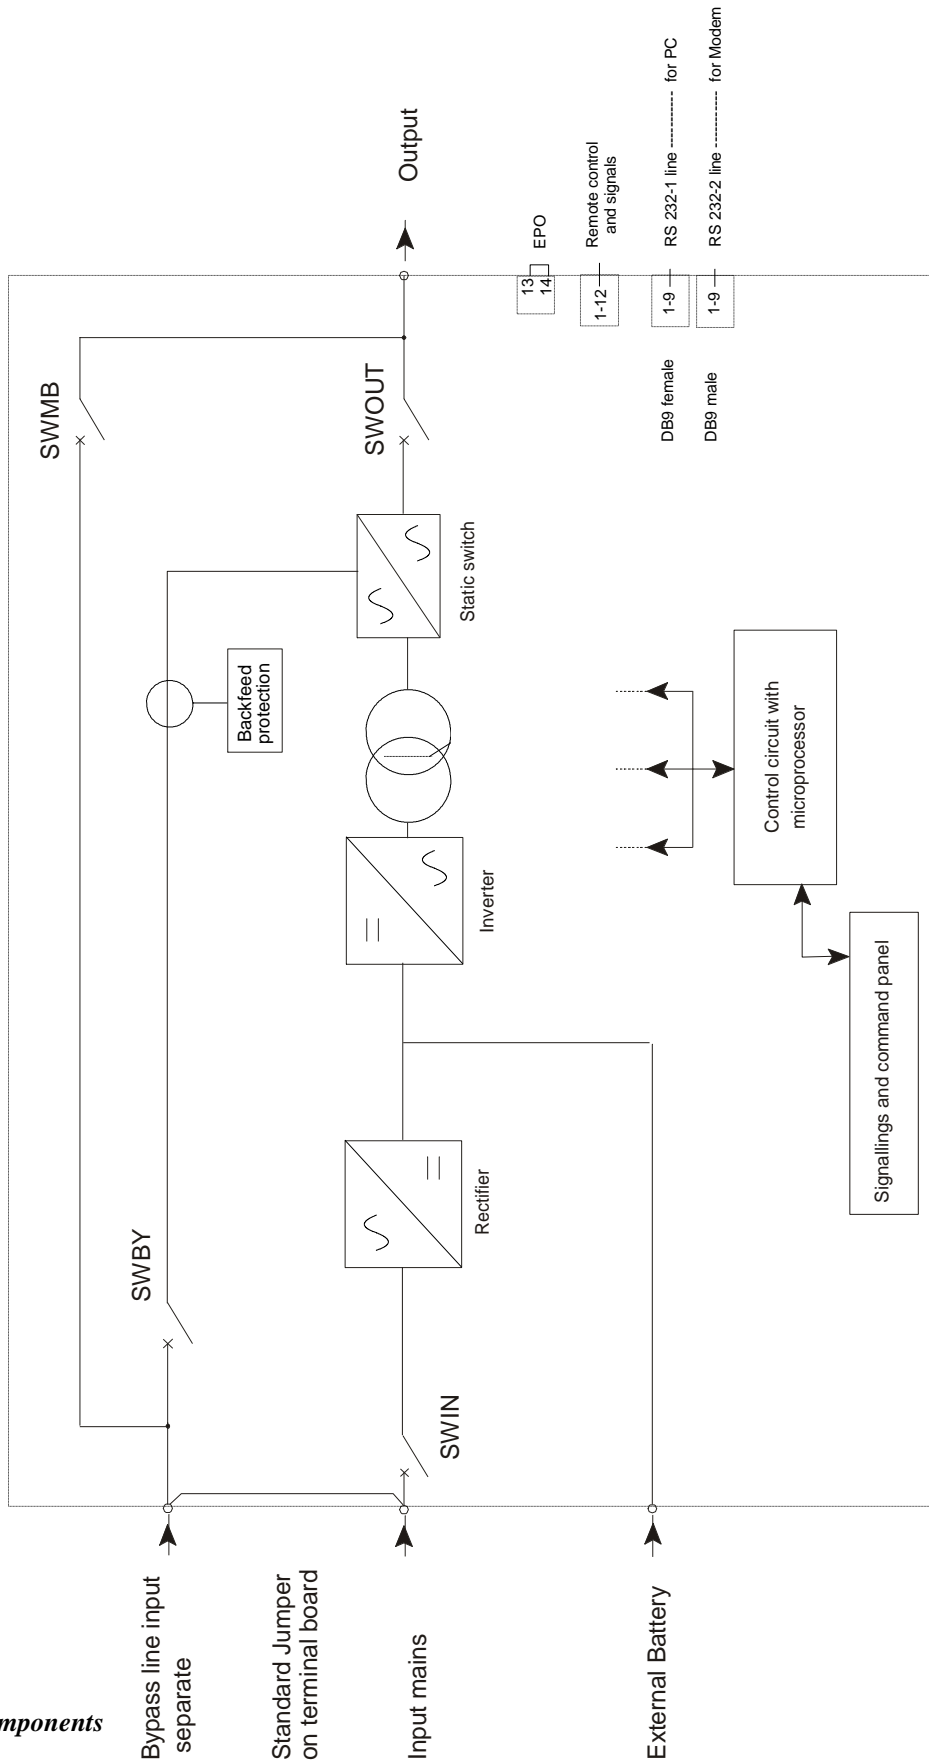 mponents
Bypass line input
separate
Standard Jumper
on terminal board
Input mains
External Battery
SWMB
SWBY
SWIN
SWOUT
Backfeed
protection
Rectifier
Inverter
Static switch
Output
13
14
EPO
1-12
Remote control
and signals
DB9 female
1-9
RS 232-1 line ----------- for PC
DB9 male
1-9
RS 232-2 line ----------- for Modem
Control circuit with
microprocessor
Signallings and command panel